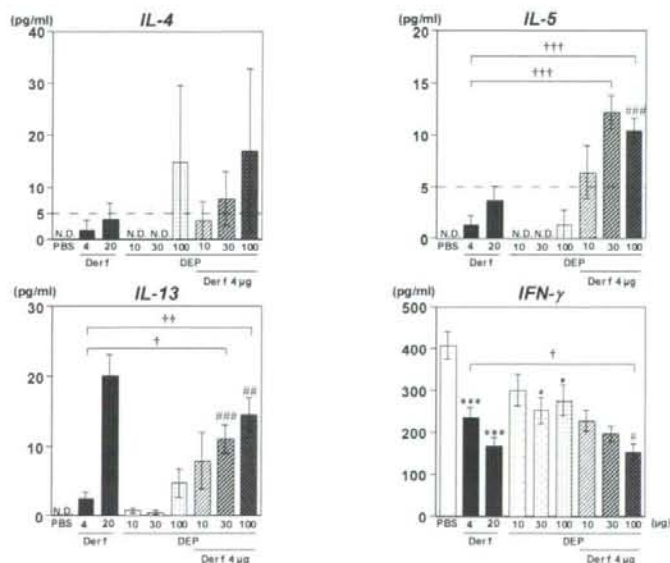 IL-4
(pg/ml)
40
20
15
10
5
0
N.D. N.D. N.D.
PBS 4 20 10 30 100 10 30 100
Der f DEP
Der f 4 µg
IL-5
(pg/ml)
20
15
10
5
0
†††
†††
###
N.D. N.D. N.D.
PBS 4 20 10 30 100 10 30 100
Der f DEP
Der f 4 µg
IL-13
(pg/ml)
30
20
10
0
††
†
###
##
N.D.
PBS 4 20 10 30 100 10 30 100
Der f DEP
Der f 4 µg
IFN-γ
(pg/ml)
500
400
300
200
100
0
†
***
***
*
*
#
PBS 4 20 10 30 100 10 30 100 (µg)
Der f DEP
Der f 4 µg